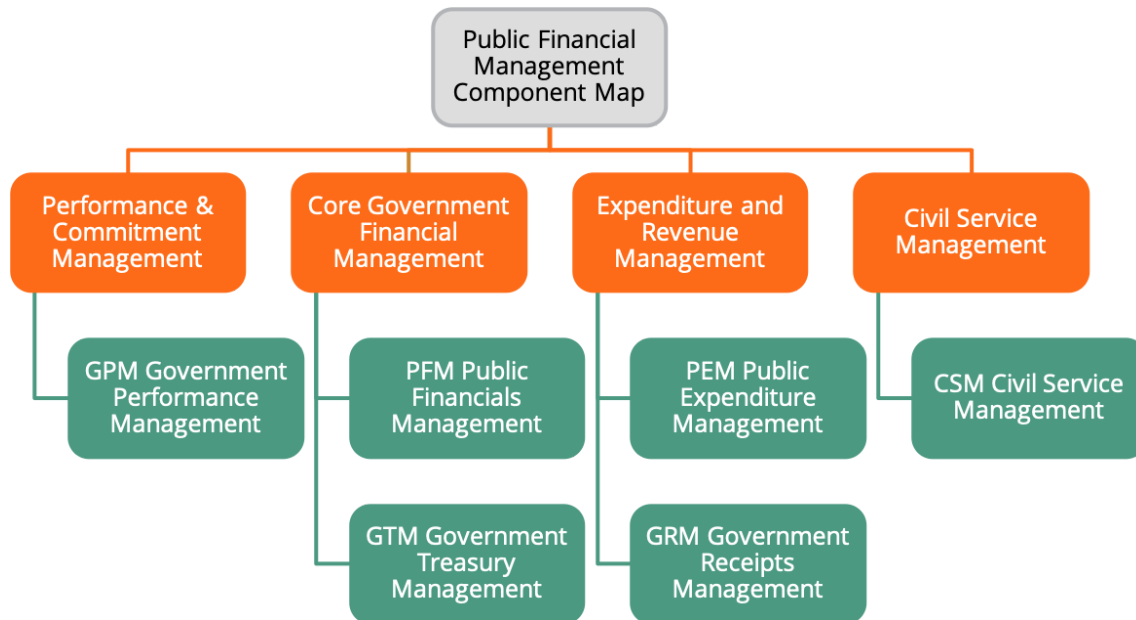 Public Financial
Management
Component Map
Performance &
Commitment
Management
Core Government
Financial
Management
Expenditure and
Revenue
Management
Civil Service
Management
GPM Government
Performance
Management
PFM Public
Financials
Management
PEM Public
Expenditure
Management
CSM Civil Service
Management
GTM Government
Treasury
Management
GRM Government
Receipts
Management